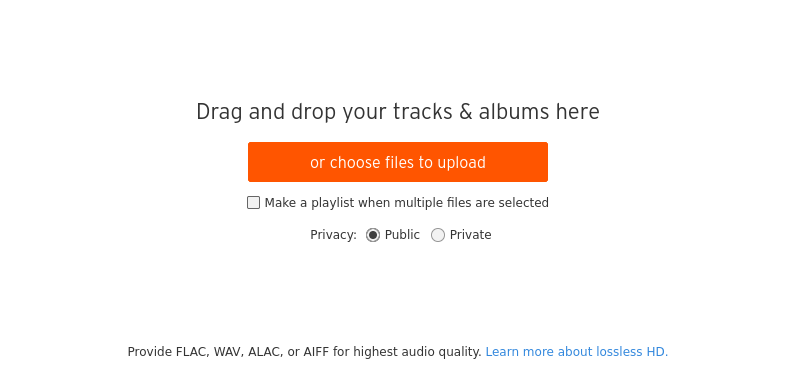 Drag and drop your tracks & albums here
or choose files to upload
Make a playlist when multiple files are selected
Privacy: Public Private
Provide FLAC, WAV, ALAC, or AIFF for highest audio quality. Learn more about lossless HD.